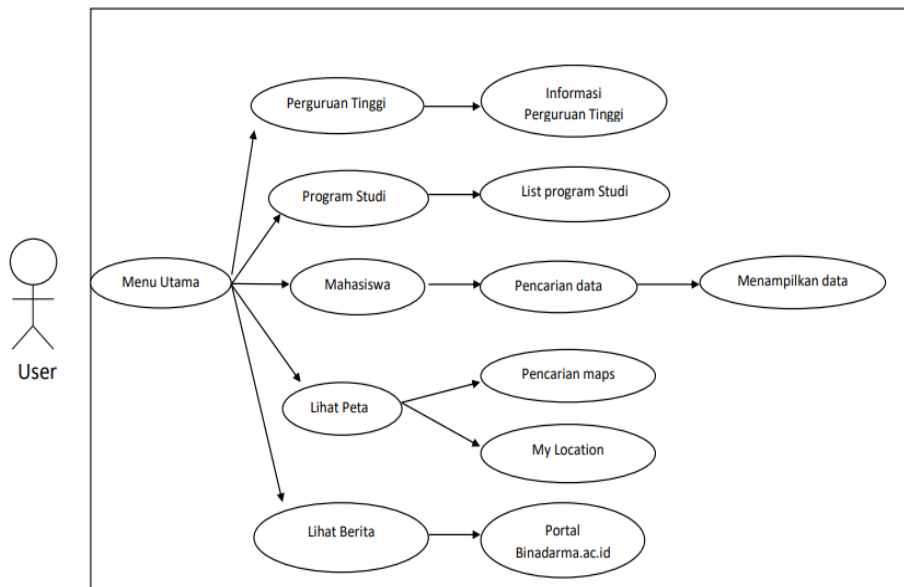 Perguruan Tinggi
Informasi
Perguruan Tinggi
Program Studi
List program Studi
Menu Utama
Mahasiswa
Pencarian data
Menampilkan data
User
Lihat Peta
Pencarian maps
My Location
Lihat Berita
Portal
Binadarma.ac.id